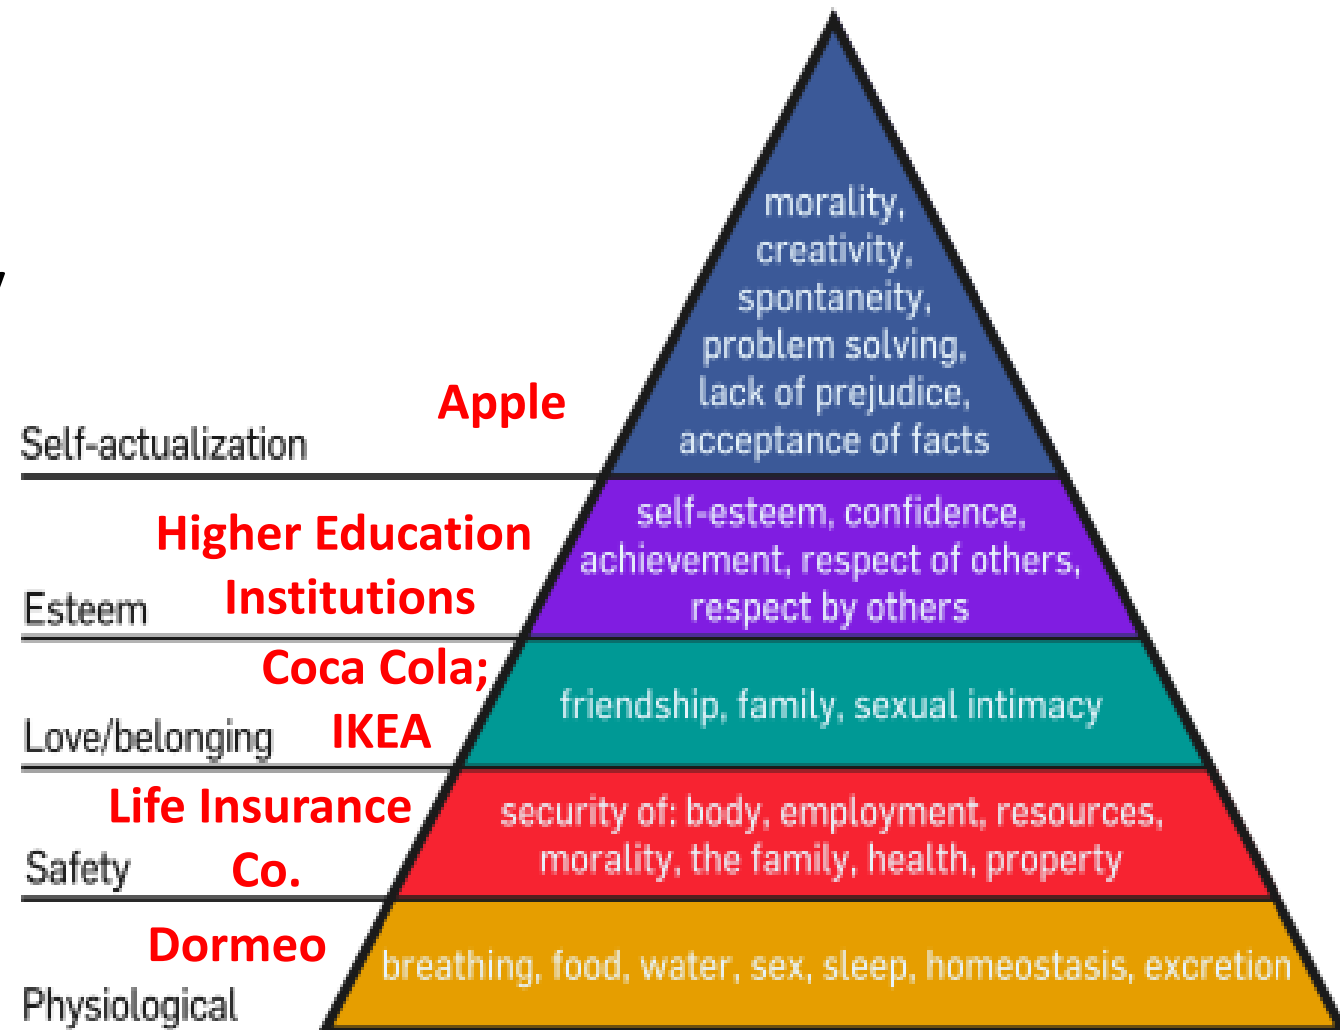 morality,
creativity,
spontaneity,
problem solving,
lack of prejudice,
acceptance of facts
Apple
Self-actualization
self-esteem, confidence,
achievement, respect of others,
respect by others
Higher Education
Institutions
Esteem
friendship, family, sexual intimacy
Coca Cola;
IKEA
Love/belonging
security of: body, employment, resources,
morality, the family, health, property
Life Insurance
Co.
Safety
breathing, food, water, sex, sleep, homeostasis, excretion
Dormeo
Physiological